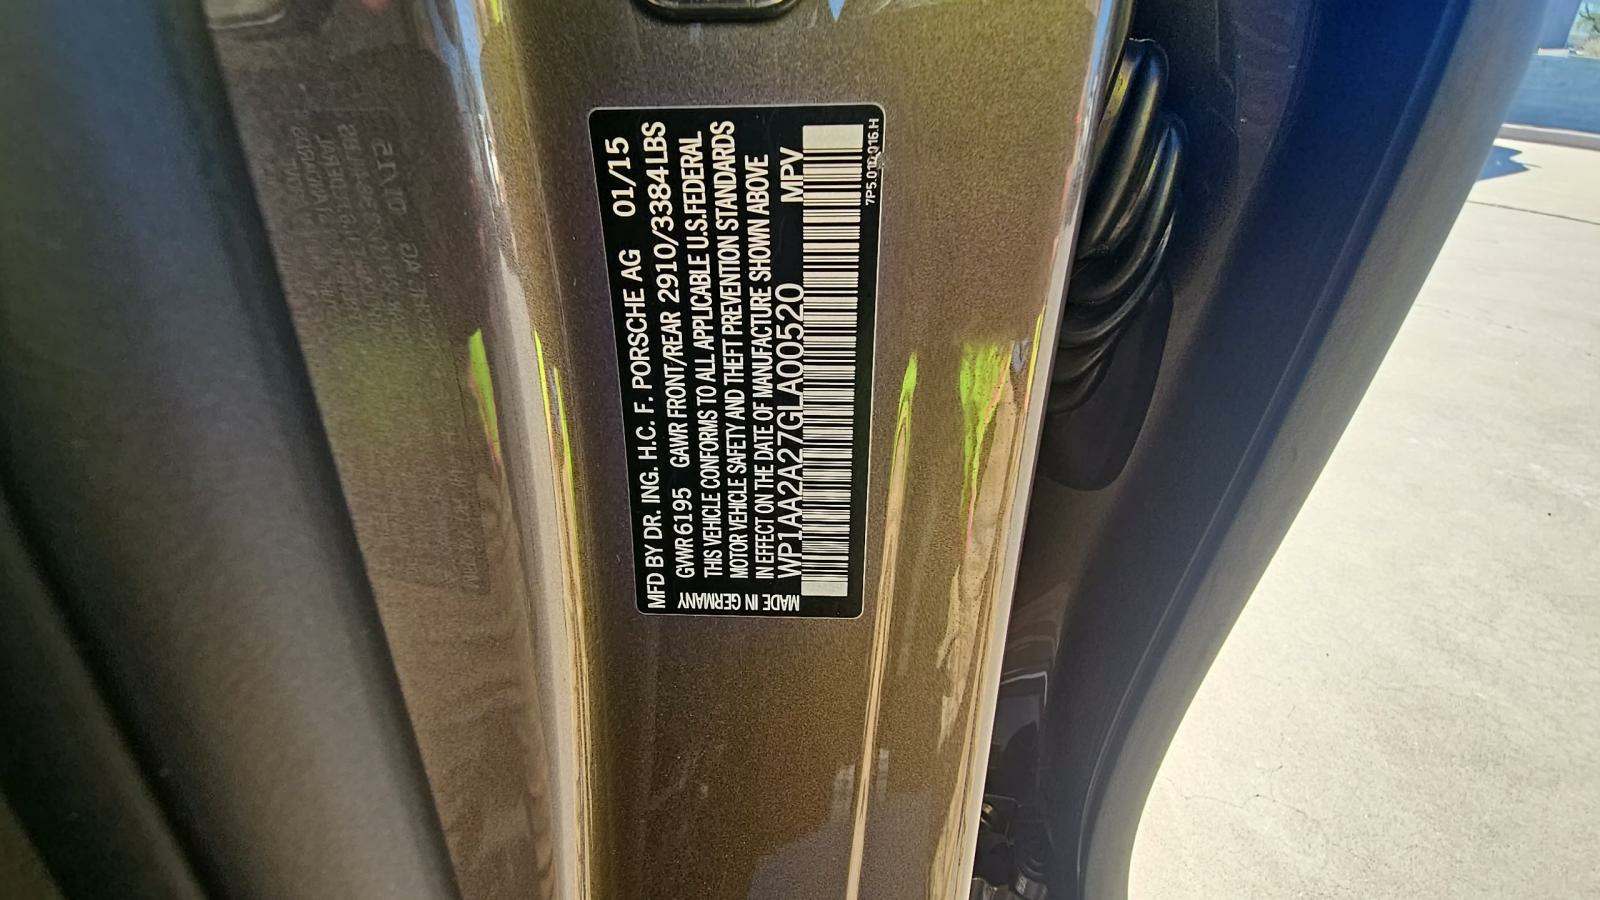 MFD BY DR. ING. H.C. F. PORSCHE AG 01/15
GVWR 6195 GAWR FRONT/REAR 2910/3384LBS
THIS VEHICLE CONFORMS TO ALL APPLICABLE U.S.FEDERAL
MOTOR VEHICLE SAFETY AND THEFT PREVENTION STANDARDS
IN EFFECT ON THE DATE OF MANUFACTURE SHOWN ABOVE
WP1AA2A27GLA00520 MPV
MADE IN GERMANY